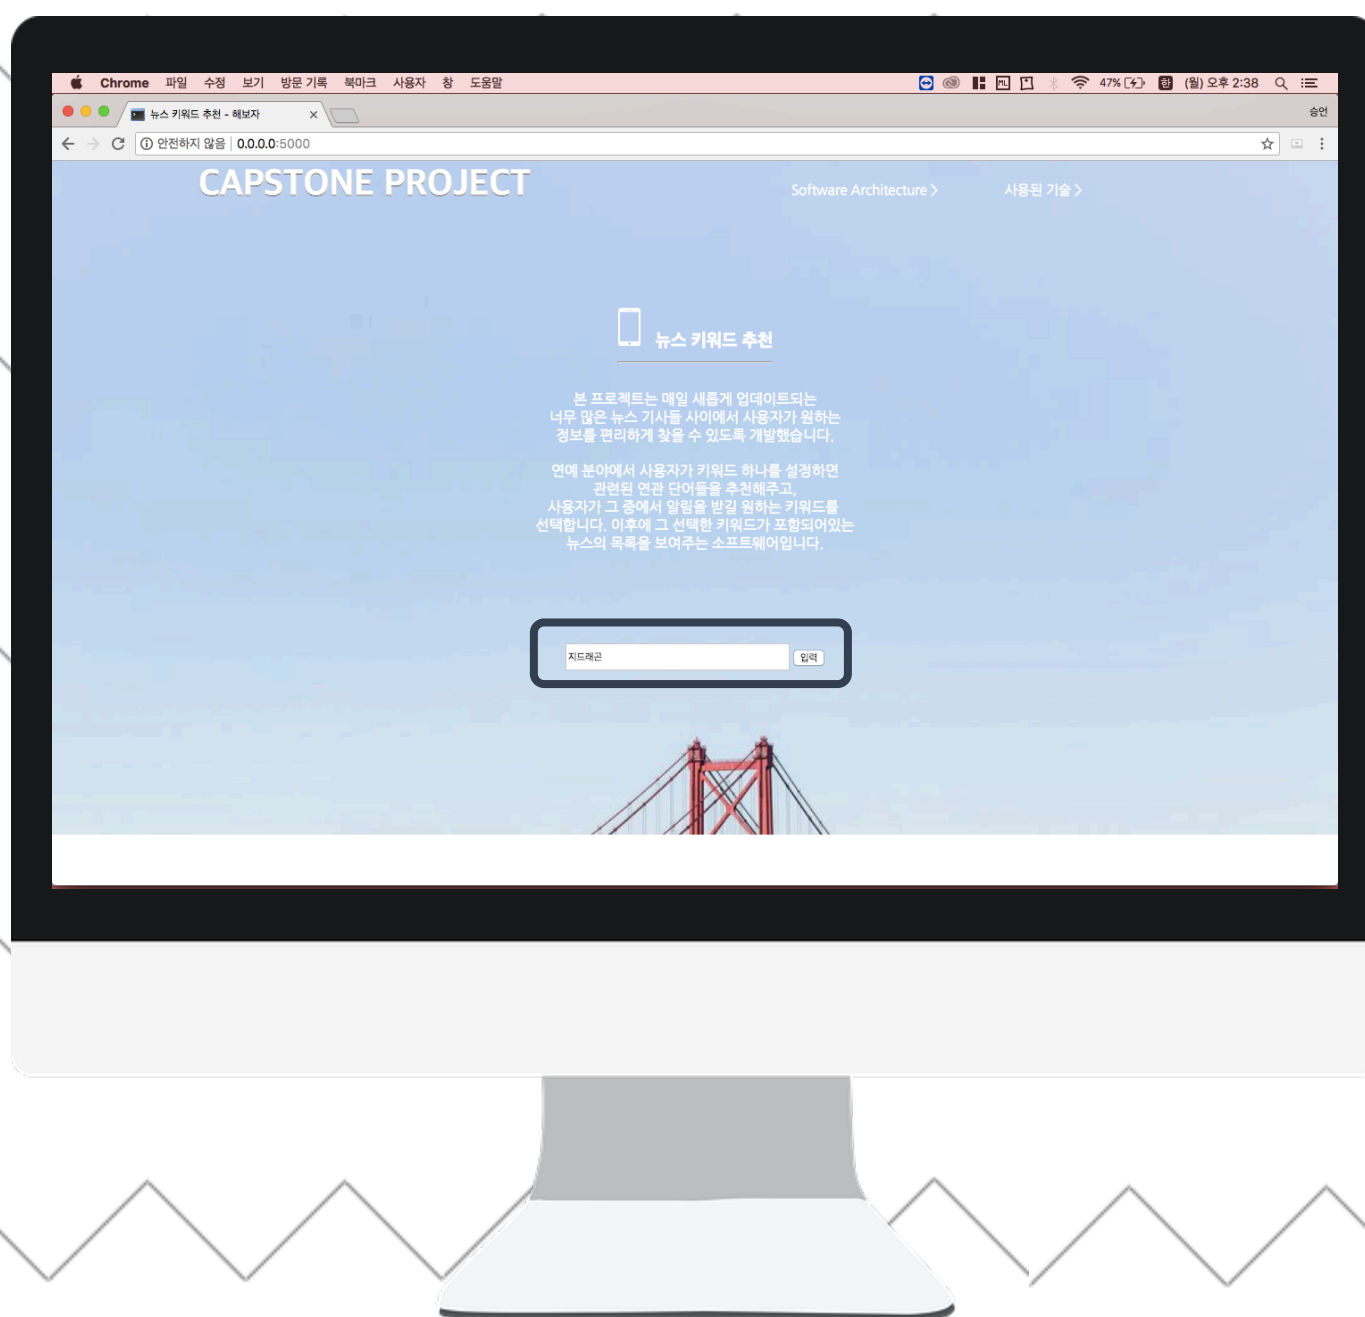 Chrome 파일 수정 보기 방문 기록 북마크 사용자 창 도움말 47% 한 (월) 오후 2:38
뉴스 키워드 추천 - 해보자 승언
안전하지 않음 0.0.0.0:5000
CAPSTONE PROJECT
Software Architecture > 사용된 기술 >
뉴스 키워드 추천
본 프로젝트는 매일 새롭게 업데이트되는
너무 많은 뉴스 기사들 사이에서 사용자가 원하는
정보를 편리하게 찾을 수 있도록 개발했습니다.
연예 분야에서 사용자가 키워드 하나를 설정하면
관련된 연관 단어들을 추천해주고,
사용자가 그 중에서 알림을 받길 원하는 키워드를
선택합니다. 이후에 그 선택한 키워드가 포함되어있는
뉴스의 목록을 보여주는 소프트웨어입니다.
지드래곤 입력